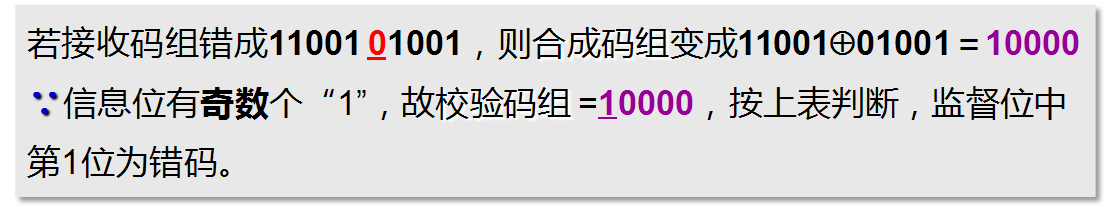 若接收码组错成11001 01001，则合成码组变成11001⊕01001 = 10000
∵信息位有奇数个“1”，故校验码组 =10000，按上表判断，监督位中
第1位为错码。